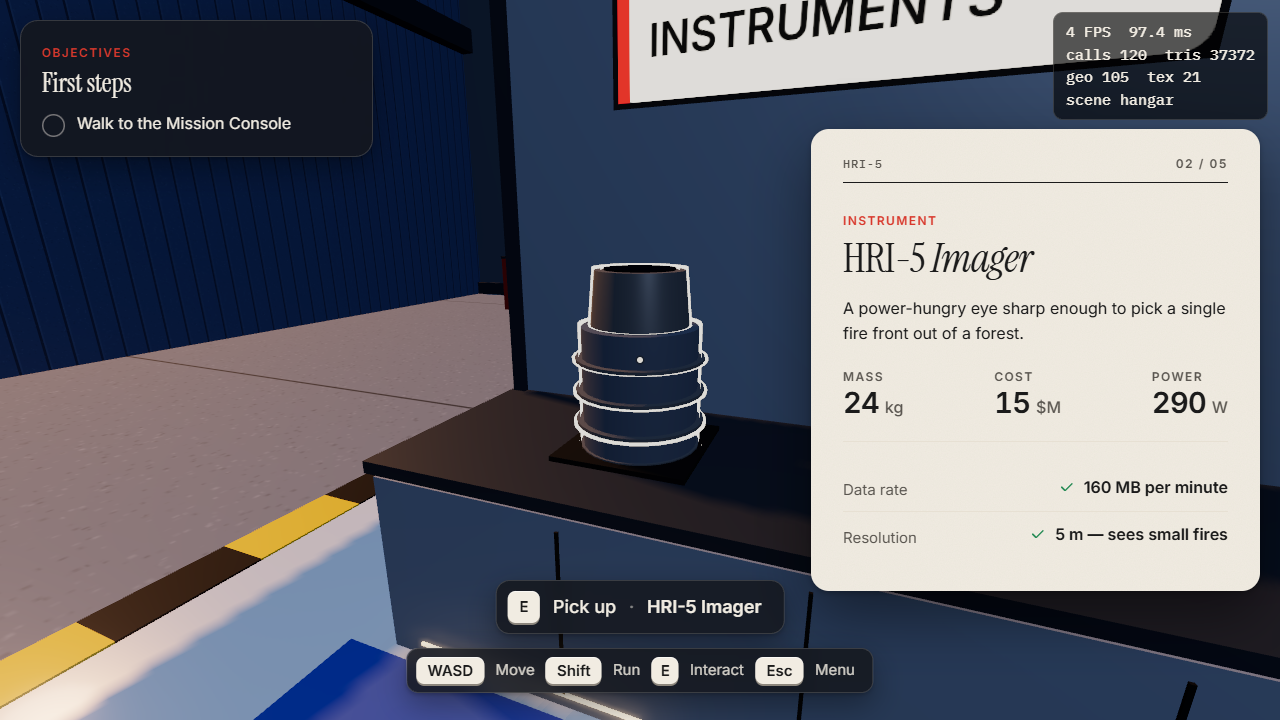 OBJECTIVES
First steps
Walk to the Mission Console
INSTRUMENTS
4 FPS 97.4 ms
calls 120 tris 37372
geo 105 tex 21
scene hangar
HRI-5 02 / 05
INSTRUMENT
HRI-5 Imager
A power-hungry eye sharp enough to pick a single
fire front out of a forest.
MASS COST POWER
24 kg 15 $M 290 W
Data rate ✓ 160 MB per minute
Resolution ✓ 5 m — sees small fires
E Pick up · HRI-5 Imager
WASD Move Shift Run E Interact Esc Menu